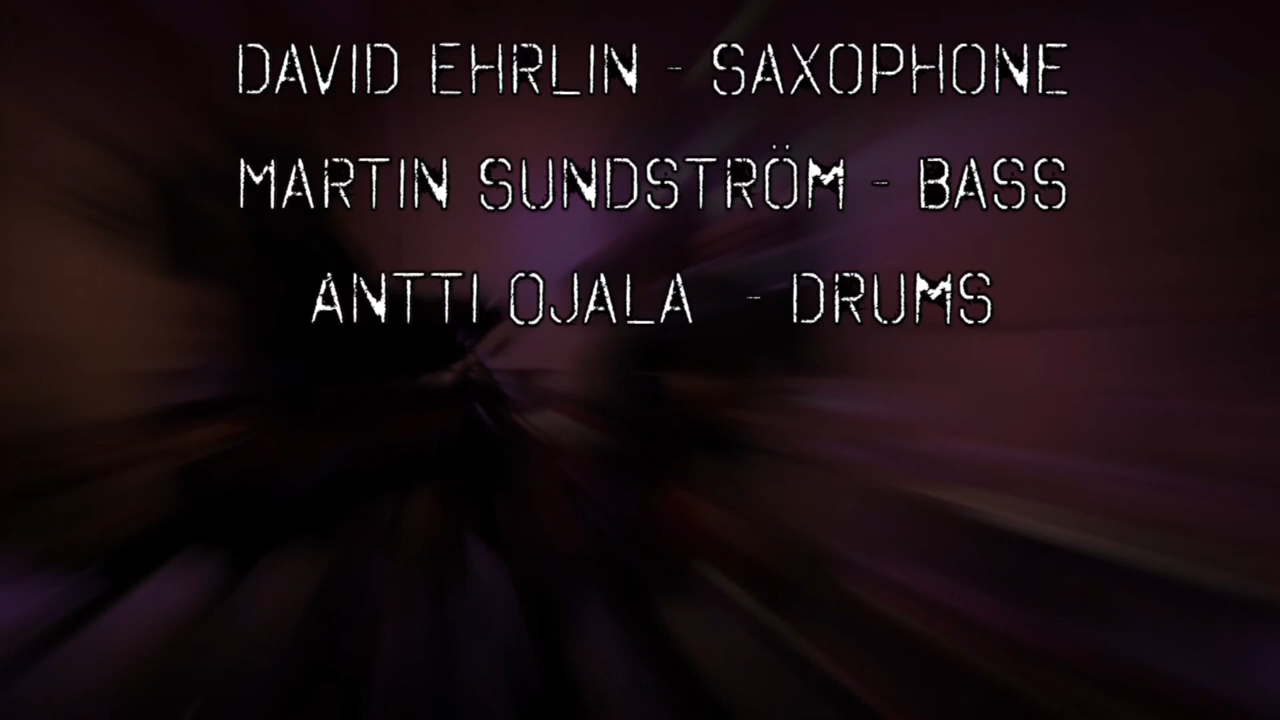 DAVID EHRLIN - SAXOPHONE
MARTIN SUNDSTRÖM - BASS
ANTTI OJALA - DRUMS